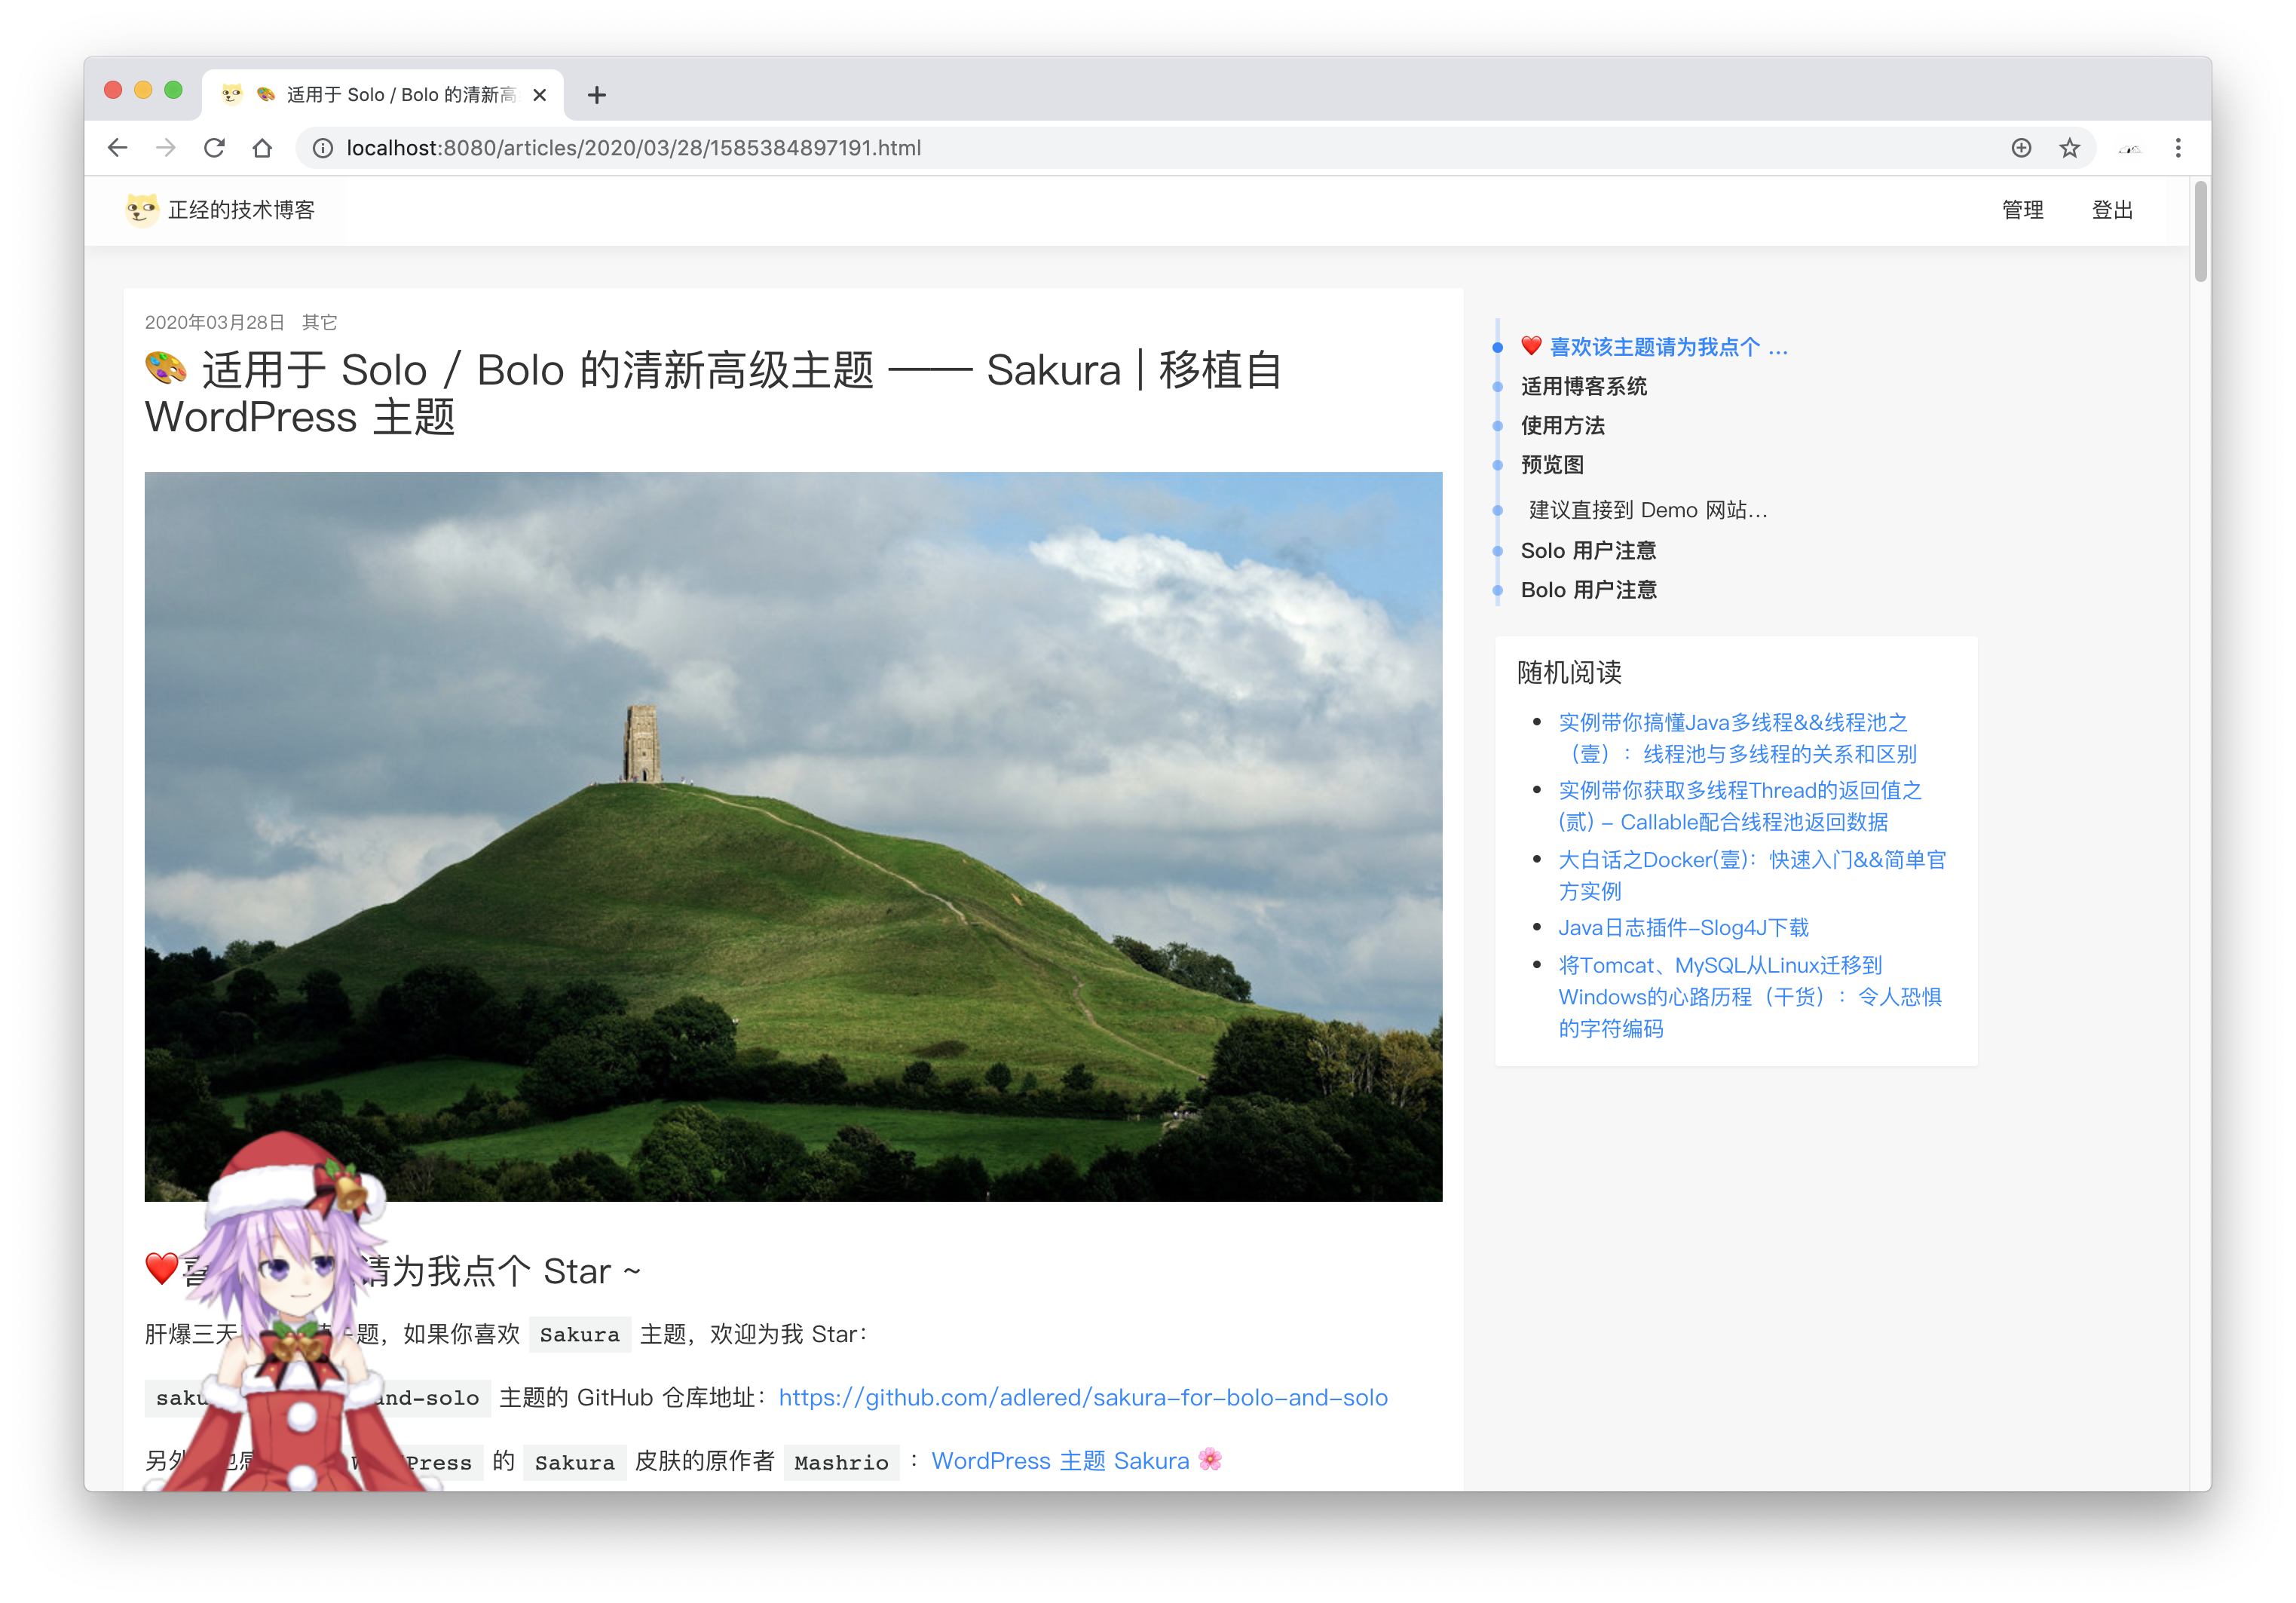 适用于 Solo / Bolo 的清新高
localhost:8080/articles/2020/03/28/1585384897191.html
正经的技术博客
管理 登出
2020年03月28日 其它
适用于 Solo / Bolo 的清新高级主题 —— Sakura | 移植自
WordPress 主题
❤️ 喜欢该主题请为我点个 ...
适用博客系统
使用方法
预览图
建议直接到 Demo 网站...
Solo 用户注意
Bolo 用户注意
随机阅读
实例带你搞懂Java多线程&&线程池之
（壹）：线程池与多线程的关系和区别
实例带你获取多线程Thread的返回值之
(贰) – Callable配合线程池返回数据
大白话之Docker(壹)：快速入门&&简单官
方实例
Java日志插件-Slog4J下载
将Tomcat、MySQL从Linux迁移到
Windows的心路历程（干货）：令人恐惧
的字符编码
❤️喜 请为我点个 Star ~
肝爆三天 题，如果你喜欢 Sakura 主题，欢迎为我 Star：
saku and-solo 主题的 GitHub 仓库地址：https://github.com/adlered/sakura-for-bolo-and-solo
另外 Press 的 Sakura 皮肤的原作者 Mashrio ：WordPress 主题 Sakura 🌸